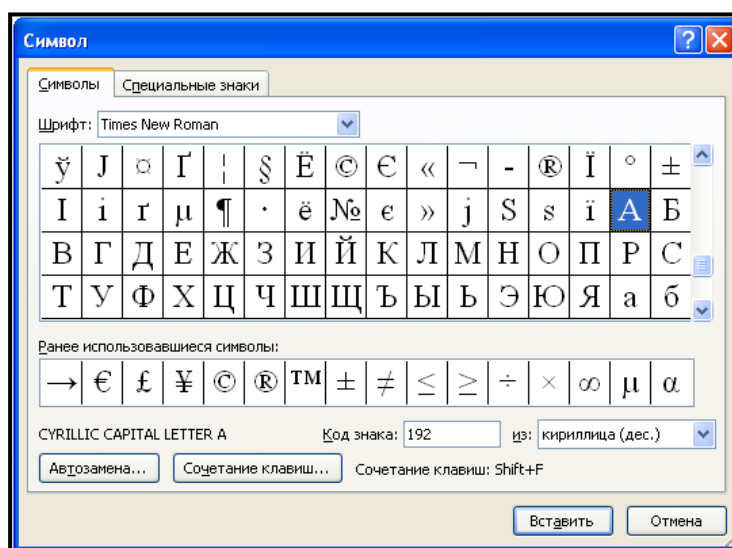 Символ
Символы Специальные знаки
Шрифт: Times New Roman
ў Ј ¤ Ґ ¦ § Ё © Є « ¬ - ® Ї ° ±
І і ґ µ ¶ · ё № є » ј Ѕ ѕ ї А Б
В Г Д Е Ж З И Й К Л М Н О П Р С
Т У Ф Х Ц Ч Ш Щ Ъ Ы Ь Э Ю Я а б
Ранее использовавшиеся символы:
→ € £ ¥ © ® ™ ± ≠ ≤ ≥ ÷ × ∞ µ α
CYRILLIC CAPITAL LETTER A Код знака: 192 из: кириллица (дес.)
Автозамена... Сочетание клавиш... Сочетание клавиш: Shift+F
Вставить Отмена